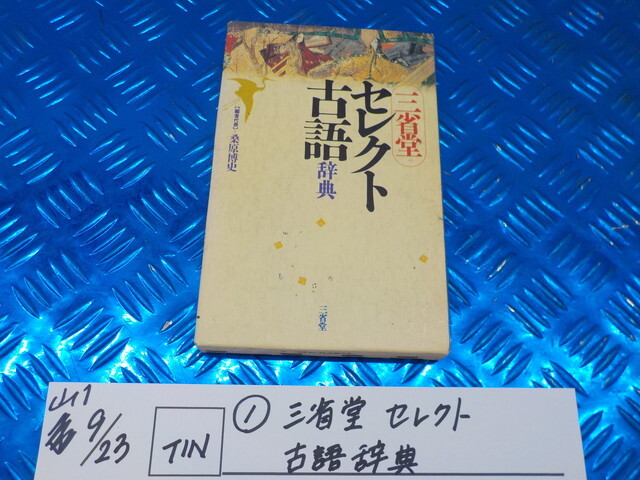 三省堂
セレクト
古語辞典
【編者代表】桑原博史
三省堂
山1
9/23
TIN
① 三省堂 セレクト
古語辞典